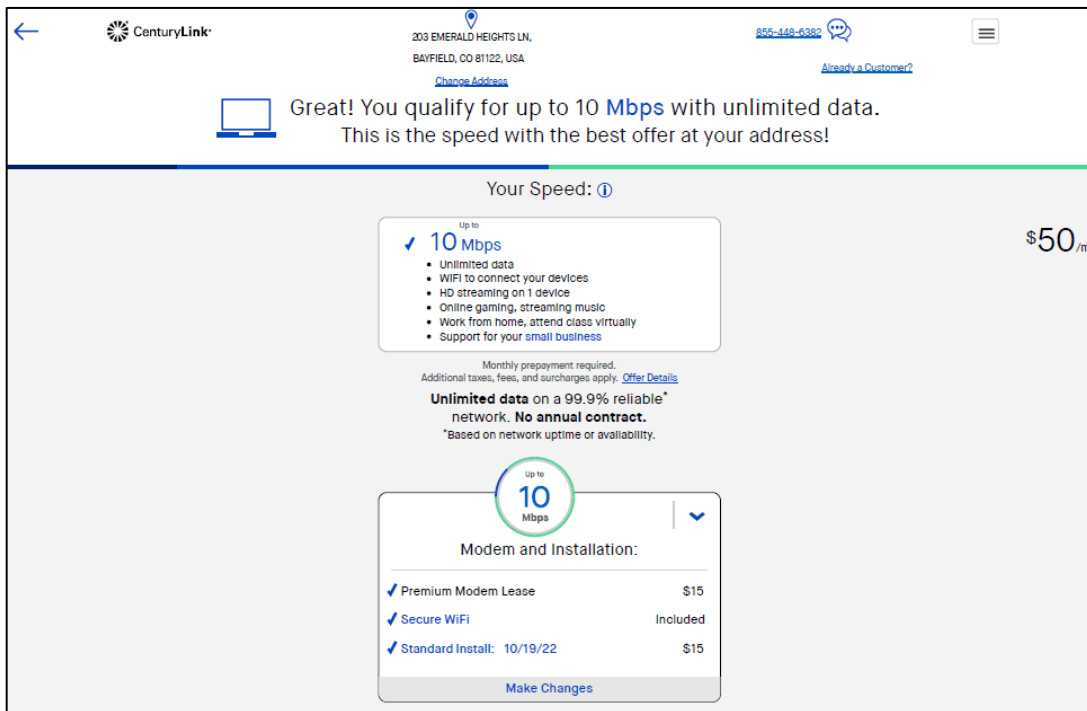 CenturyLink
203 EMERALD HEIGHTS LN,
BAYFIELD, CO 81122, USA
Change Address
855-448-6382
Already a Customer?
Great! You qualify for up to 10 Mbps with unlimited data.
This is the speed with the best offer at your address!
Your Speed:
Up to
10 Mbps
• Unlimited data
• WIFI to connect your devices
• HD streaming on 1 device
• Online gaming, streaming music
• Work from home, attend class virtually
• Support for your small business
$50/m
Monthly prepayment required.
Additional taxes, fees, and surcharges apply. Offer Details
Unlimited data on a 99.9% reliable*
network. No annual contract.
*Based on network uptime or availability.
Up to
10
Mbps
Modem and Installation:
Premium Modem Lease $15
Secure WiFi Included
Standard Install: 10/19/22 $15
Make Changes